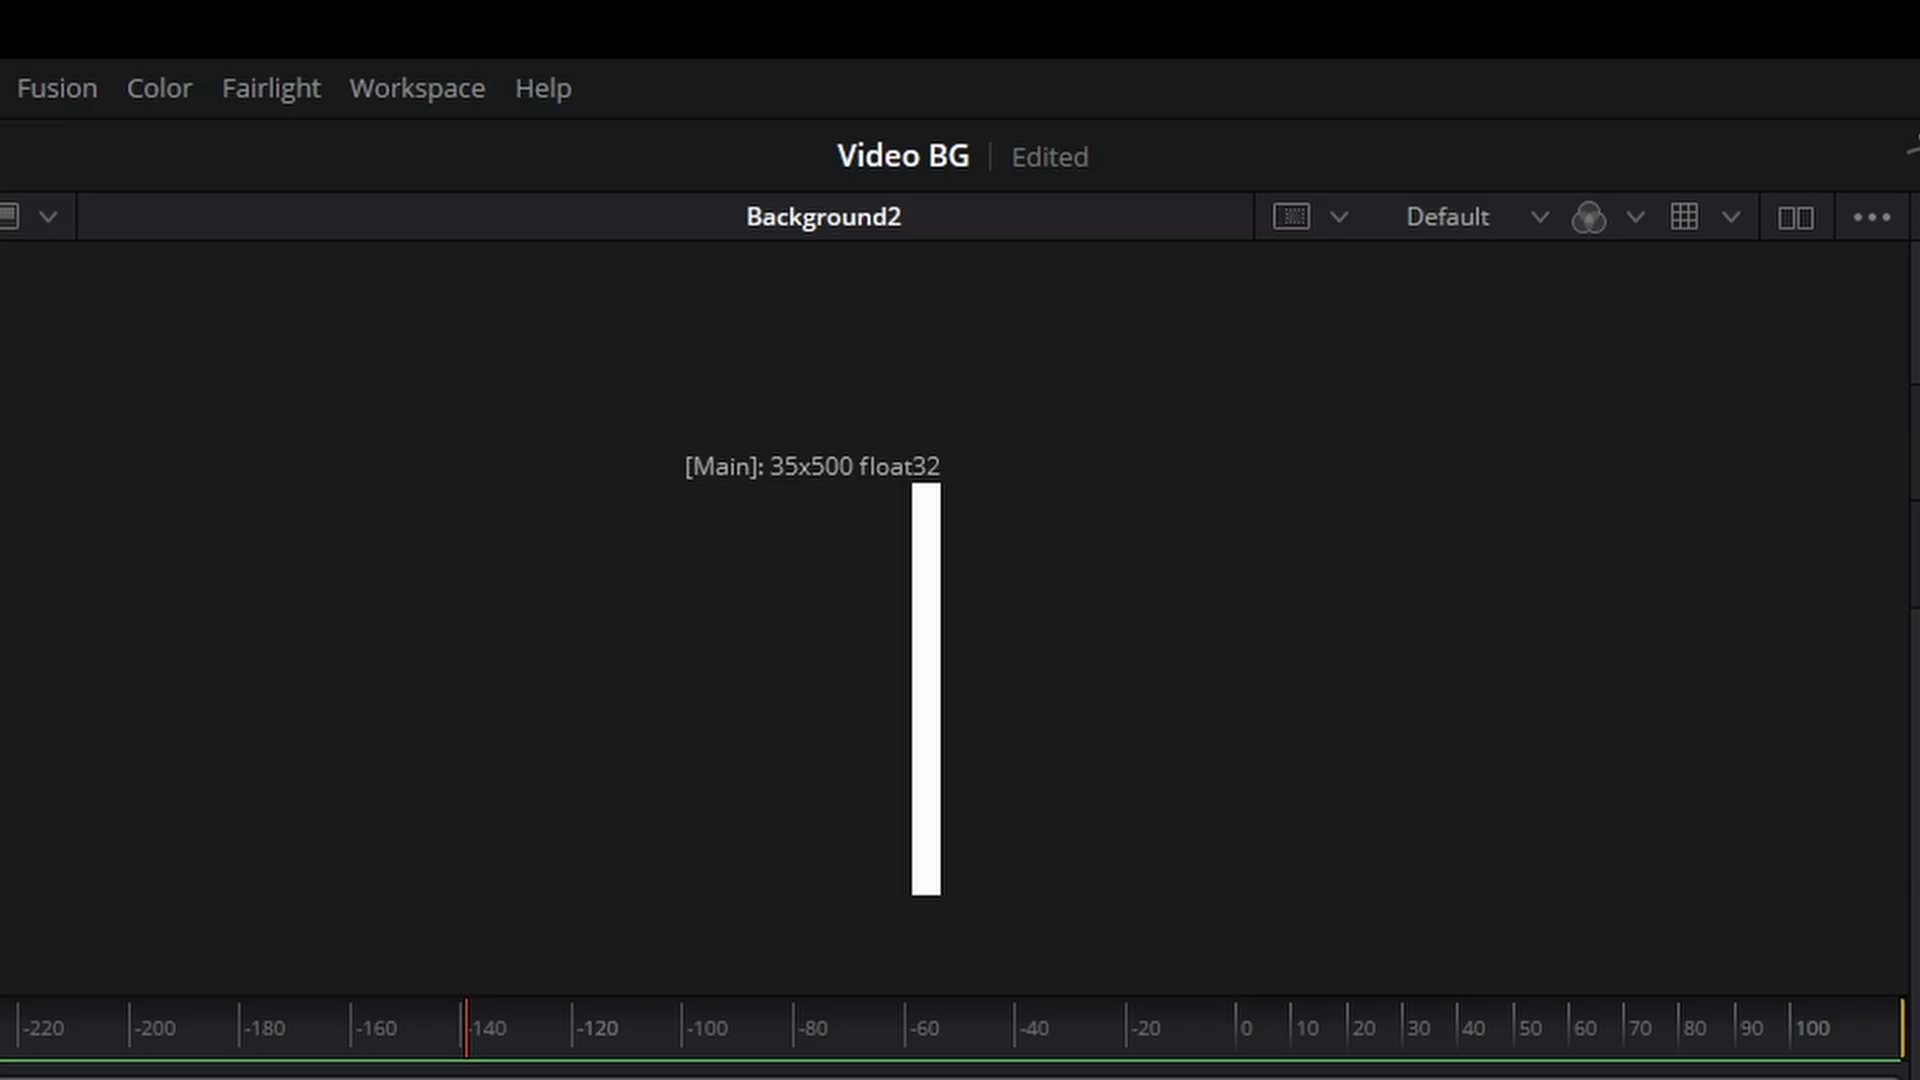 Fusion Color Fairlight Workspace Help
Video BG Edited
Background2 Default
[Main]: 35x500 float32
-220 -200 -180 -160 -140 -120 -100 -80 -60 -40 -20 0 10 20 30 40 50 60 70 80 90 100